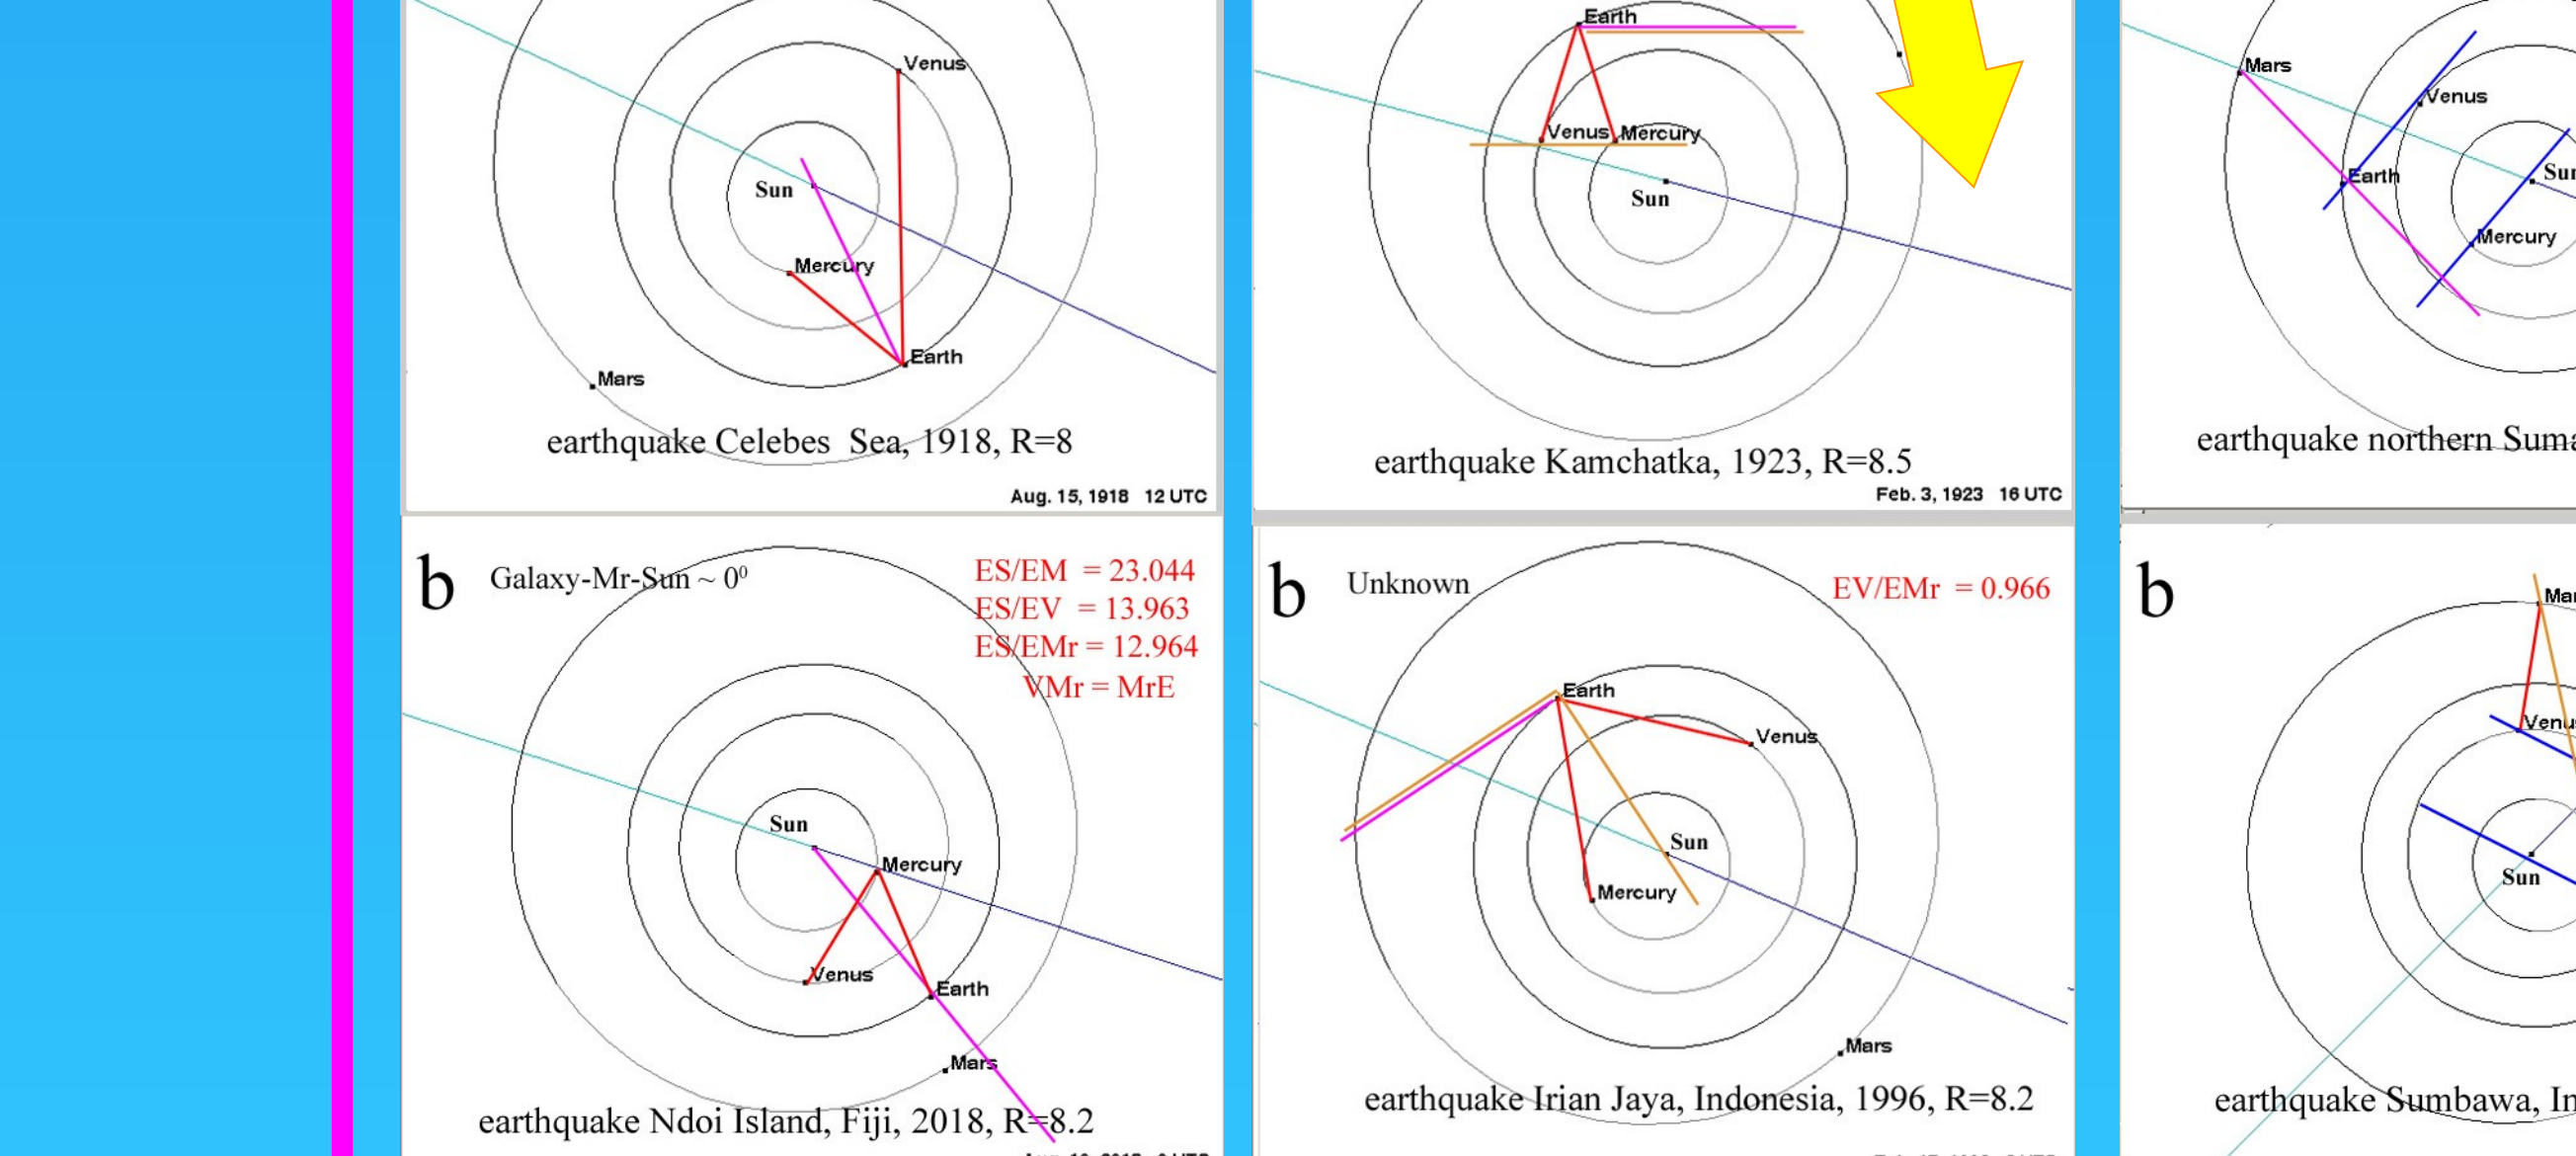 Venus
Sun
Mercury
Earth
Mars
earthquake Celebes Sea, 1918, R=8
Aug. 15, 1918 12 UTC
Earth
Venus Mercury
Sun
earthquake Kamchatka, 1923, R=8.5
Feb. 3, 1923 16 UTC
Mars
Venus
Earth
Mercury
earthquake northern
b
Galaxy-Mr-Sun ~ 0⁰
ES/EM = 23.044
ES/EV = 13.963
ES/EMr = 12.964
VMr = MrE
Sun
Mercury
Venus
Earth
Mars
earthquake Ndoi Island, Fiji, 2018, R=8.2
b
Unknown
EV/EMr = 0.966
Earth
Venus
Sun
Mercury
Mars
earthquake Irian Jaya, Indonesia, 1996, R=8.2
b
Sun
earthquake Sumbawa,